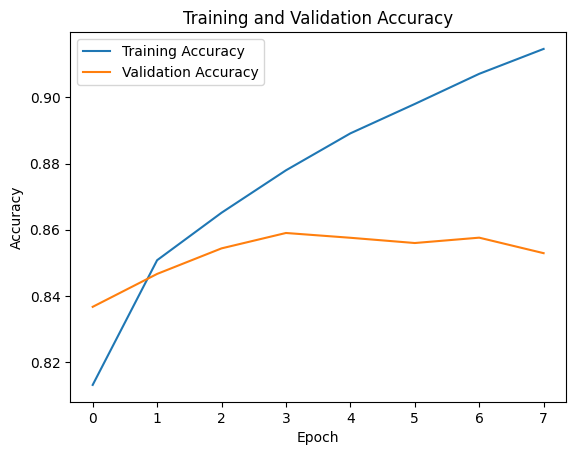 Training and Validation Accuracy
Training Accuracy
Validation Accuracy
Accuracy
0.90
0.88
0.86
0.84
0.82
0 1 2 3 4 5 6 7
Epoch